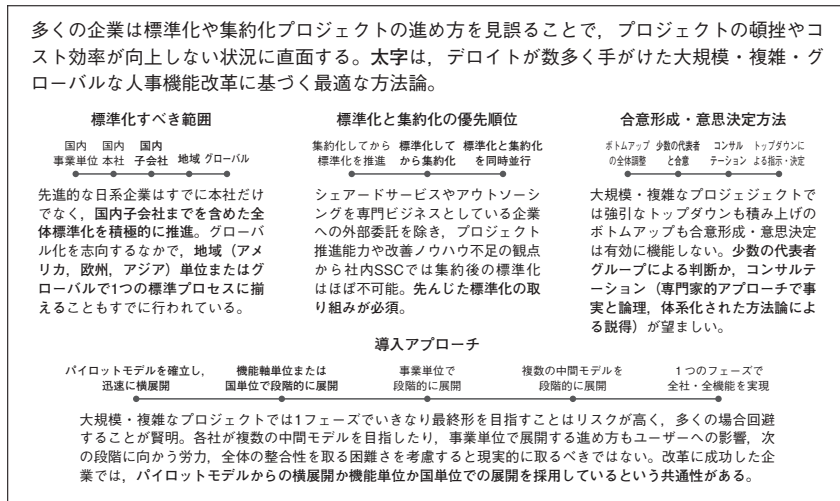 多くの企業は標準化や集約化プロジェクトの進め方を見誤ることで，プロジェクトの頓挫やコ
スト効率が向上しない状況に直面する。太字は，デロイトが数多く手がけた大規模・複雑・グ
ローバルな人事機能改革に基づく最適な方法論。
標準化すべき範囲
国内
事業単位
国内
本社
国内
子会社
地域
グローバル
先進的な日系企業はすでに本社だけ
でなく，国内子会社までを含めた全
体標準化を積極的に推進。グローバ
ル化を志向するなかで，地域（アメ
リカ，欧州，アジア）単位またはグ
ローバルで1つの標準プロセスに揃
えることもすでに行われている。
標準化と集約化の優先順位
集約化してから
標準化を推進
標準化して
から集約化
標準化と集約化
を同時並行
シェアードサービスやアウトソーシ
ングを専門ビジネスとしている企業
への外部委託を除き，プロジェクト
推進能力や改善ノウハウ不足の観点
から社内SSCでは集約後の標準化
はほぼ不可能。先んじた標準化の取
り組みが必須。
合意形成・意思決定方法
ボトムアップ
の全体調整
少数の代表者
と合意
コンサル
テーション
トップダウンに
よる指示・決定
大規模・複雑なプロジェジェクトで
は強引なトップダウンも積み上げの
ボトムアップも合意形成・意思決定
は有効に機能しない。少数の代表者
グループによる判断か，コンサルテ
ーション（専門家的アプローチで事
実と論理，体系化された方法論によ
る説得）が望ましい。
導入アプローチ
パイロットモデルを確立し，
迅速に横展開
機能軸単位または
国単位で段階的に展開
事業単位で
段階的に展開
複数の中間モデルを
段階的に展開
1つのフェーズで
全社・全機能を実現
大規模・複雑なプロジェクトでは1フェーズでいきなり最終形を目指すことはリスクが高く，多くの場合回避
することが賢明。各社が複数の中間モデルを目指したり，事業単位で展開する進め方もユーザーへの影響，次
の段階に向かう労力，全体の整合性を取る困難さを考慮すると現実的に取るべきではない。改革に成功した企
業では，パイロットモデルからの横展開か機能単位か国単位での展開を採用しているという共通性がある。